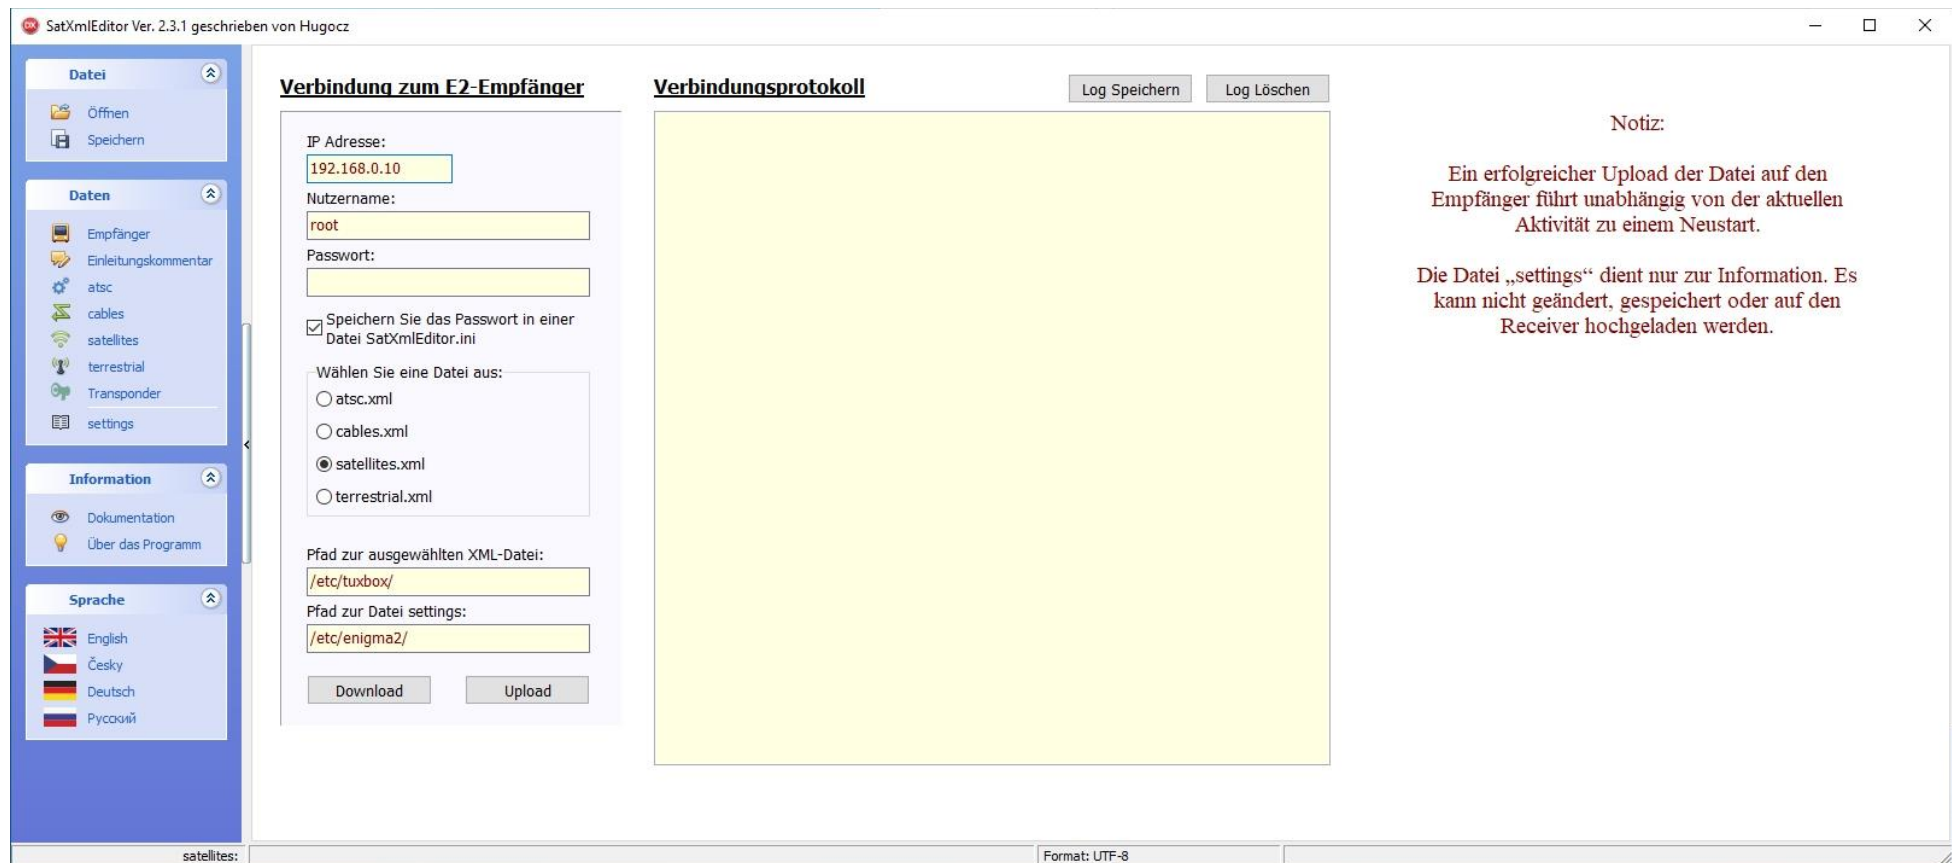 SatXmlEditor Ver. 2.3.1 geschrieben von Hugocz
Datei
Öffnen
Speichern
Daten
Empfänger
Einleitungskommentar
atsc
cables
satellites
terrestrial
Transponder
settings
Information
Dokumentation
Über das Programm
Sprache
English
Česky
Deutsch
Русский
Verbindung zum E2-Empfänger
IP Adresse:
192.168.0.10
Nutzername:
root
Passwort:
Speichern Sie das Passwort in einer
Datei SatXmlEditor.ini
Wählen Sie eine Datei aus:
atsc.xml
cables.xml
satellites.xml
terrestrial.xml
Pfad zur ausgewählten XML-Datei:
/etc/tuxbox/
Pfad zur Datei settings:
/etc/enigma2/
Download
Upload
Verbindungsprotokoll
Log Speichern
Log Löschen
Notiz:
Ein erfolgreicher Upload der Datei auf den
Empfänger führt unabhängig von der aktuellen
Aktivität zu einem Neustart.
Die Datei „settings“ dient nur zur Information. Es
kann nicht geändert, gespeichert oder auf den
Receiver hochgeladen werden.
satellites:
Format: UTF-8